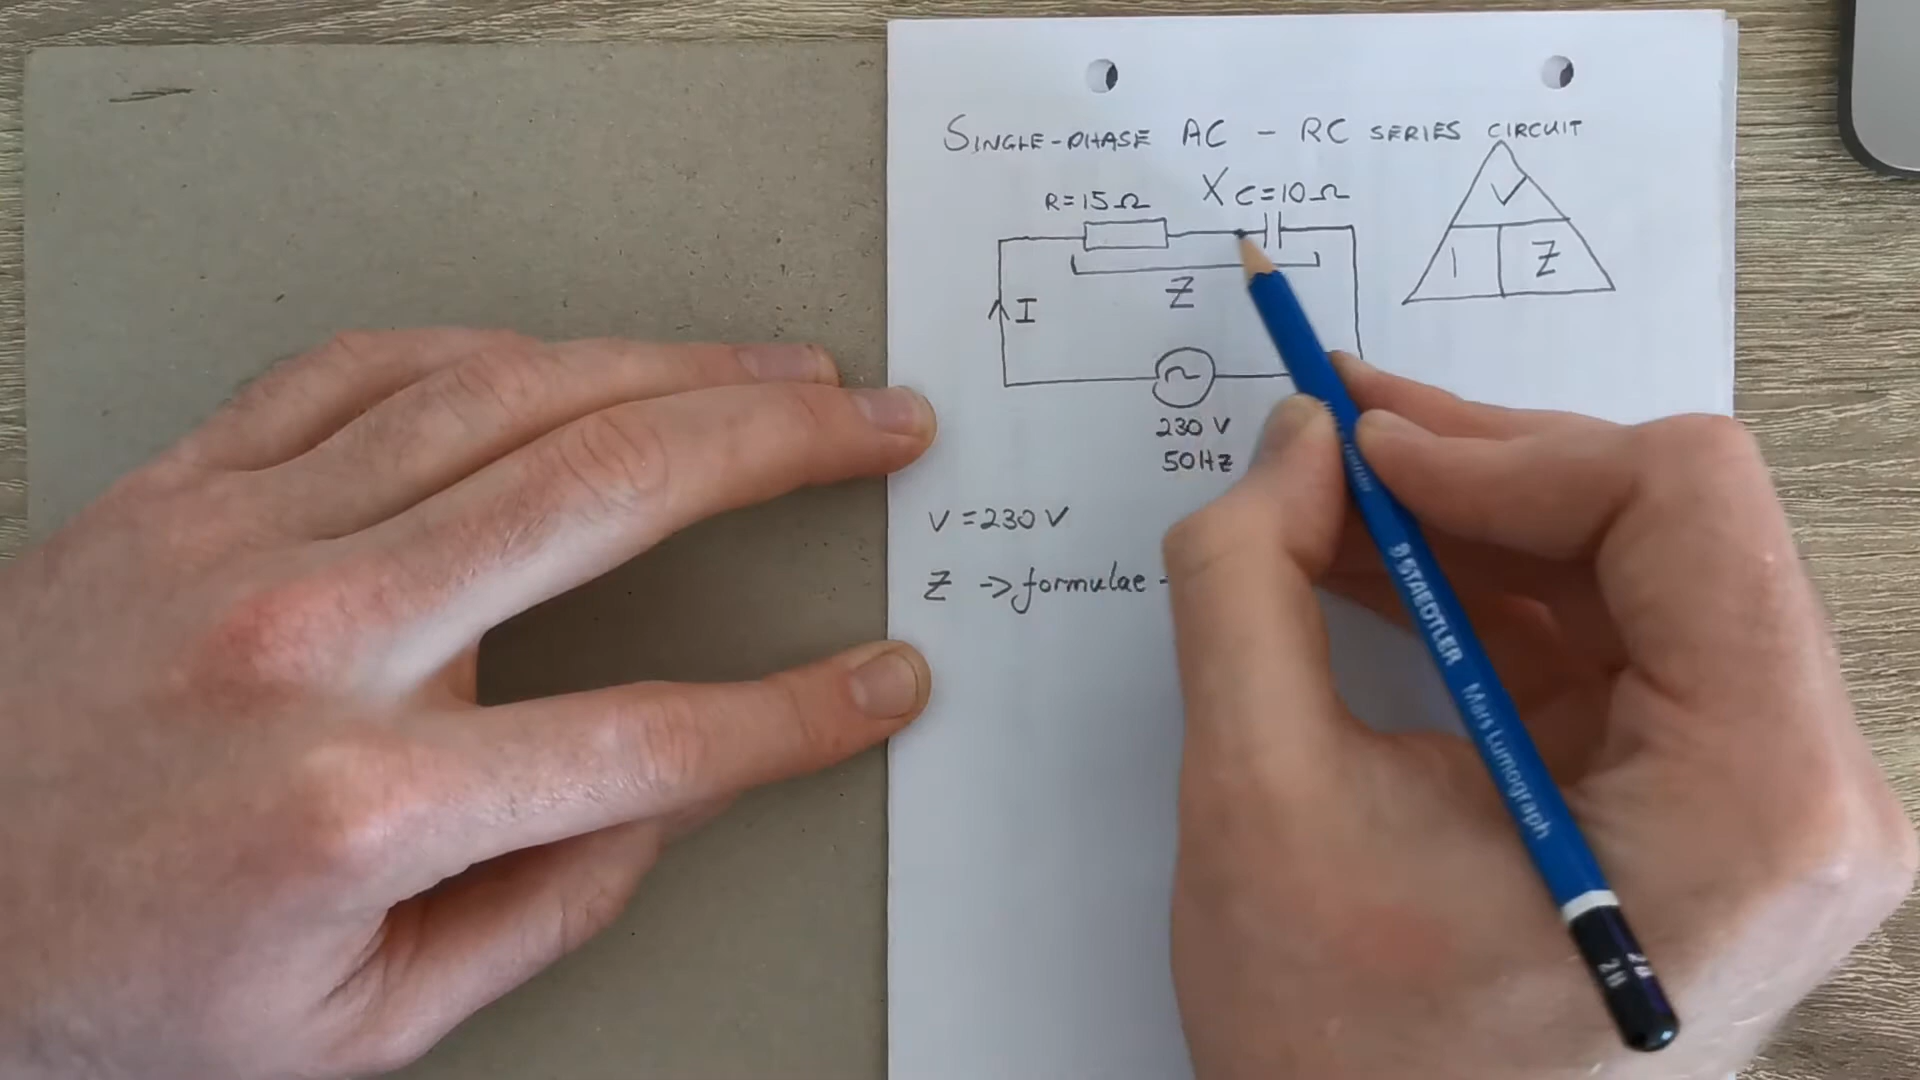 SINGLE-PHASE AC - RC SERIES CIRCUIT
R=15Ω
XC=10Ω
V
I
Z
Z
I
230 V
50Hz
V=230 V
Z -> formulae -
STAEDTLER Mars Lumograph